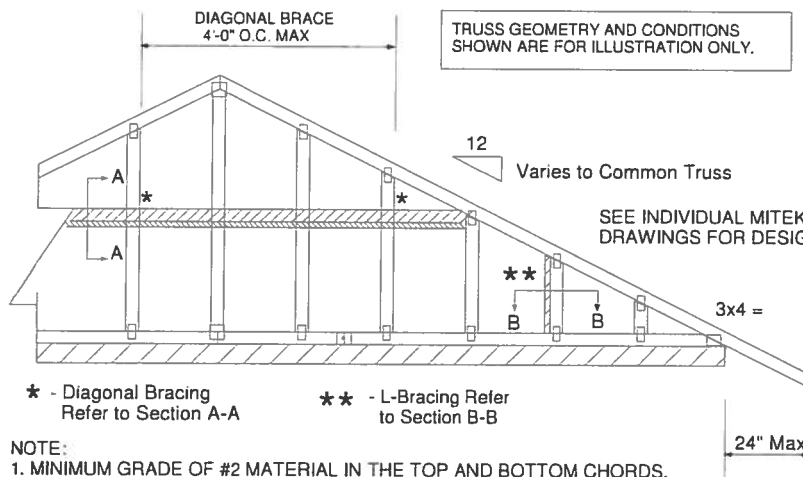 DIAGONAL BRACE
4'-0" O.C. MAX
TRUSS GEOMETRY AND CONDITIONS
SHOWN ARE FOR ILLUSTRATION ONLY.
12
Varies to Common Truss
A
*
*
SEE INDIVIDUAL MITEK
DRAWINGS FOR DESIG
A
**
B
B
3x4 =
* - Diagonal Bracing
Refer to Section A-A
** - L-Bracing Refer
to Section B-B
24" Max
NOTE:
1. MINIMUM GRADE OF #2 MATERIAL IN THE TOP AND BOTTOM CHORDS.